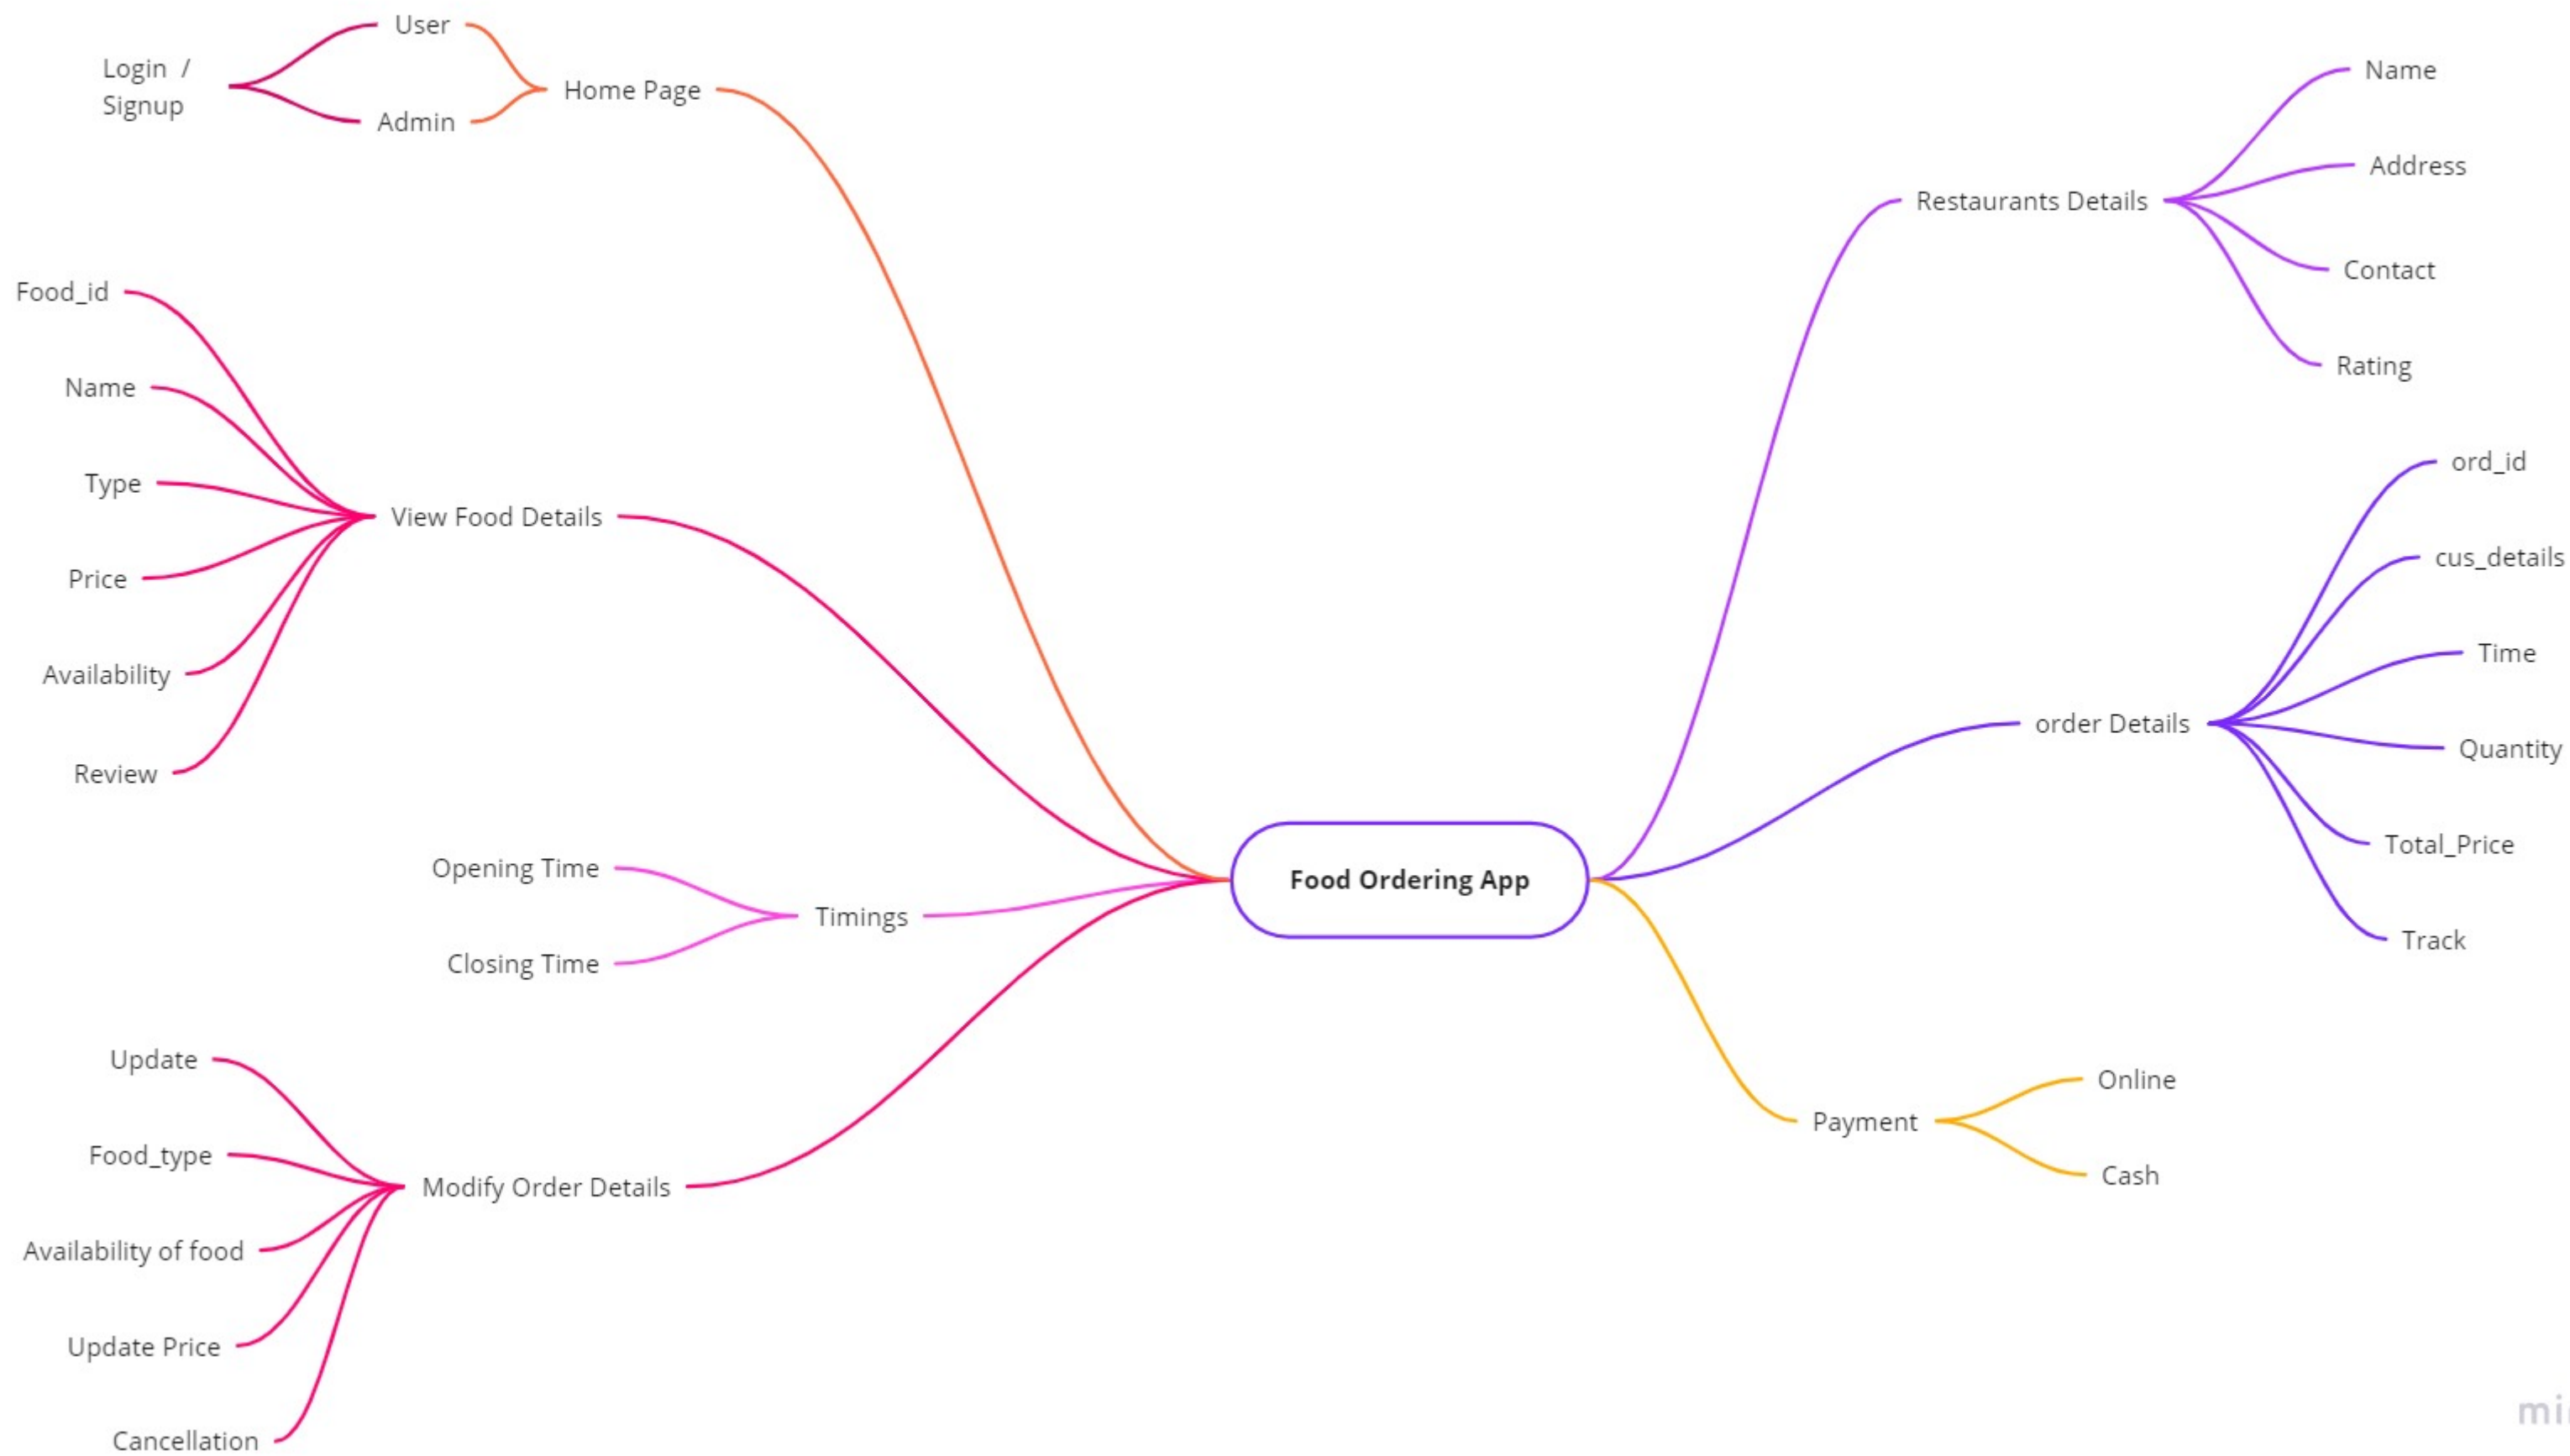 User
Login /
Signup
Admin
Home Page
Food_id
Name
Type
Price
Availability
Review
View Food Details
Opening Time
Closing Time
Timings
Update
Food_type
Availability of food
Update Price
Cancellation
Modify Order Details
Food Ordering App
Restaurants Details
Name
Address
Contact
Rating
order Details
ord_id
cus_details
Time
Quantity
Total_Price
Track
Payment
Online
Cash